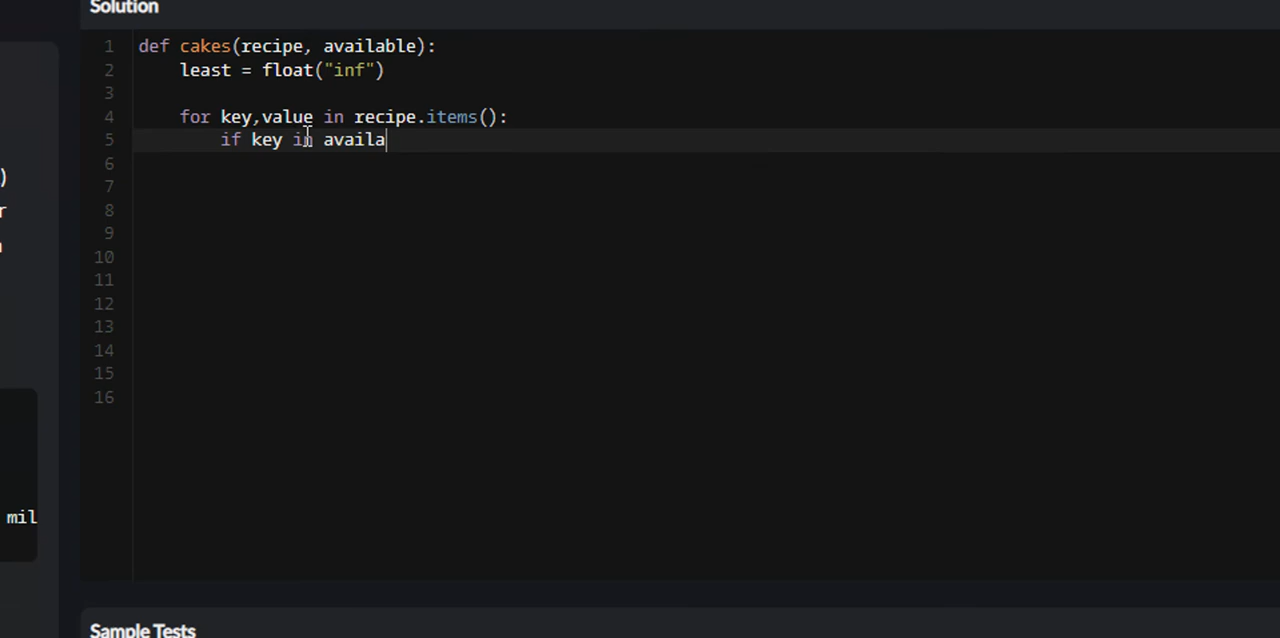 Solution
1 def cakes(recipe, available):
2 least = float("inf")
3
4 for key,value in recipe.items():
5 if key in availa
6
7
)
8
r
9
10
11
12
13
14
15
16
mil
Sample Tests